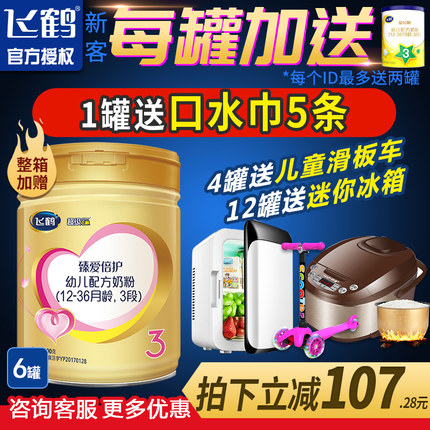 飞鹤
官方授权
新客
每罐加送
*每个ID最多送两罐
1罐送口水巾5条
整箱
加赠
4罐送儿童滑板车
12罐送迷你冰箱
飞鹤
臻爱倍护
幼儿配方奶粉
(12-36月龄, 3段)
3
6罐
拍下立减107.28元
咨询客服 更多优惠